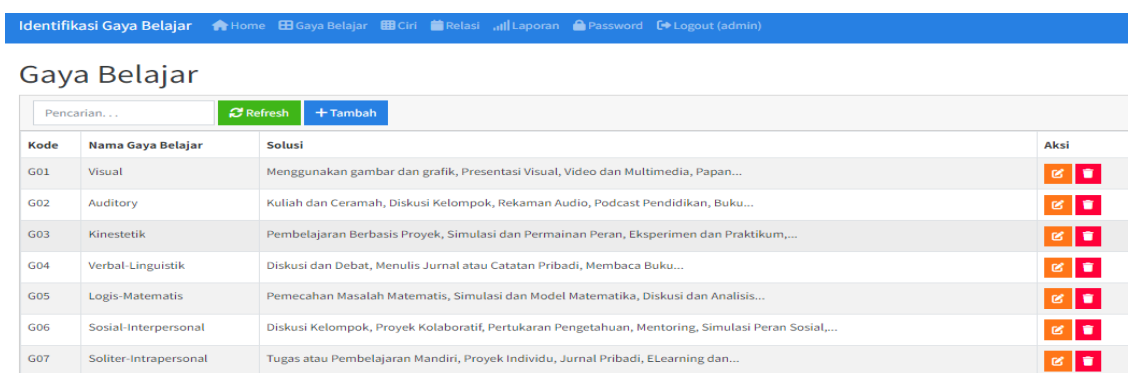 Identifikasi Gaya Belajar Home Gaya Belajar Ciri Relasi Laporan Password Logout (admin)
Gaya Belajar
Pencarian... Refresh Tambah
Kode Nama Gaya Belajar Solusi Aksi
G01 Visual Menggunakan gambar dan grafik, Presentasi Visual, Video dan Multimedia, Papan...
G02 Auditory Kuliah dan Ceramah, Diskusi Kelompok, Rekaman Audio, Podcast Pendidikan, Buku...
G03 Kinestetik Pembelajaran Berbasis Proyek, Simulasi dan Permainan Peran, Eksperimen dan Praktikum,...
G04 Verbal-Linguistik Diskusi dan Debat, Menulis Jurnal atau Catatan Pribadi, Membaca Buku...
G05 Logis-Matematis Pemecahan Masalah Matematis, Simulasi dan Model Matematika, Diskusi dan Analisis...
G06 Sosial-Interpersonal Diskusi Kelompok, Proyek Kolaboratif, Pertukaran Pengetahuan, Mentoring, Simulasi Peran Sosial,...
G07 Soliter-Intrapersonal Tugas atau Pembelajaran Mandiri, Proyek Individu, Jurnal Pribadi, ELearning dan...